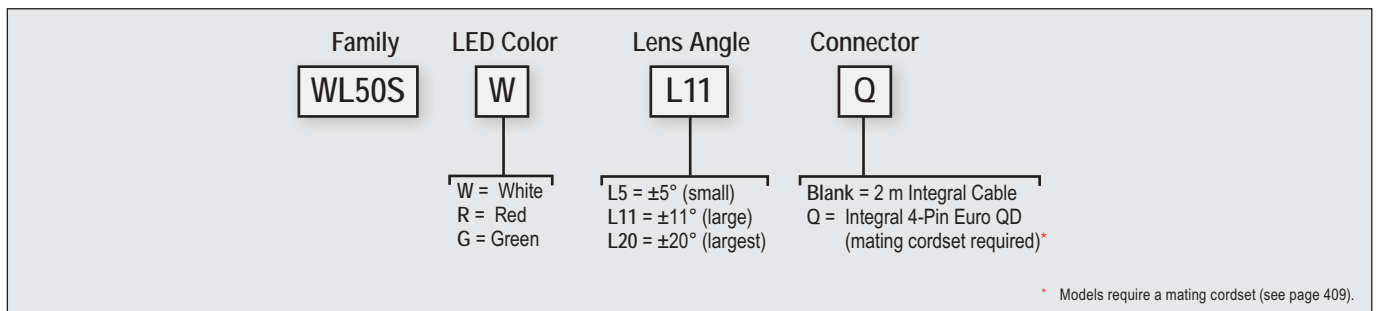 Family LED Color Lens Angle Connector
WL50S W L11 Q
W = White
R = Red
G = Green
L5 = ±5° (small)
L11 = ±11° (large)
L20 = ±20° (largest)
Blank = 2 m Integral Cable
Q = Integral 4-Pin Euro QD
(mating cordset required)*
* Models require a mating cordset (see page 409).